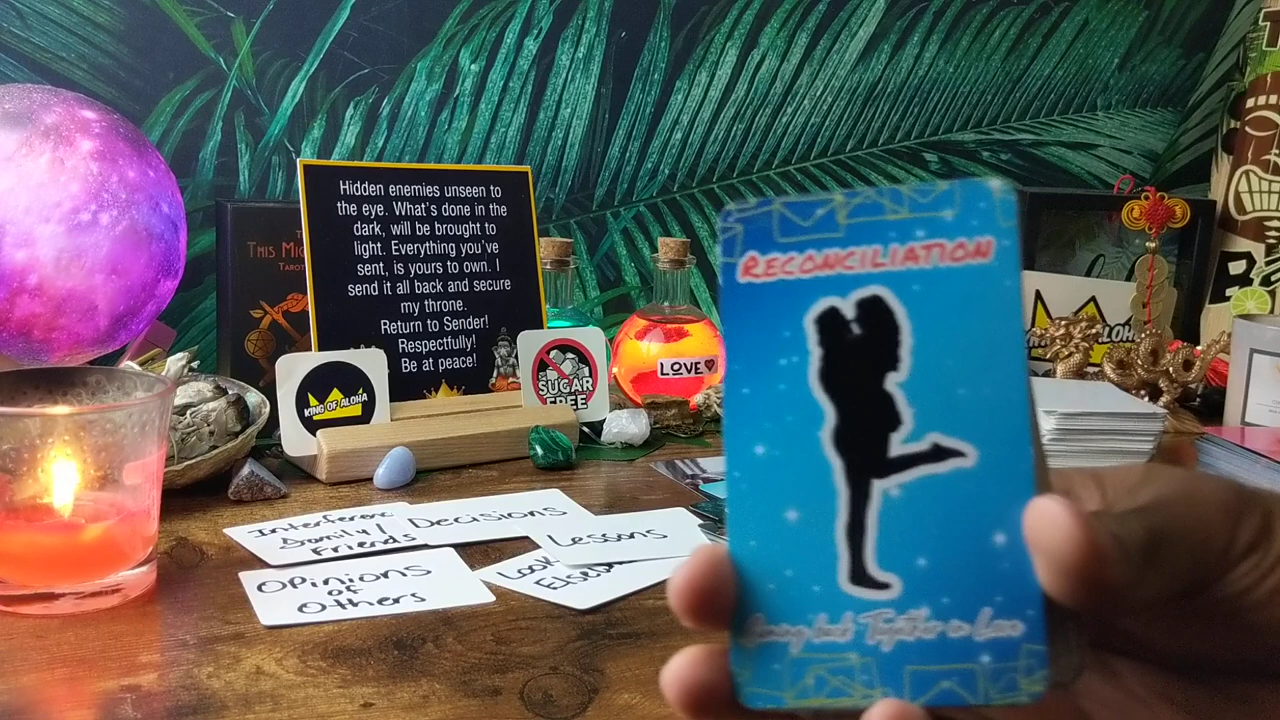 Hidden enemies unseen to
the eye. What's done in the
dark, will be brought to
light. Everything you've
sent, is yours to own. I
send it all back and secure
my throne.
Return to Sender!
Respectfully!
Be at peace!
THIS
TAROT
KING OF ALOHA
SUGAR
FREE
LOVE
RECONCILIATION
Coming back Together in Love
Family/
Friends
Decisions
Lessons
Opinions
of
Others
Look